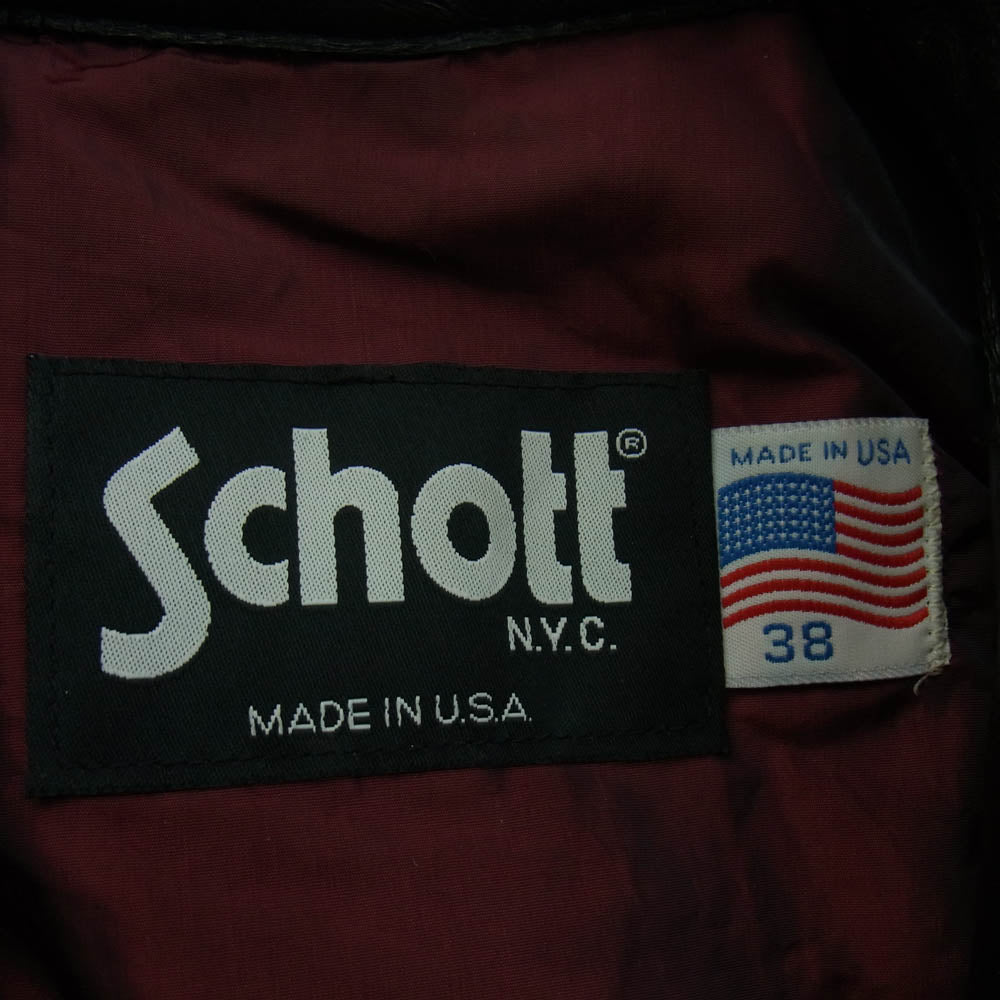 Schott®
N.Y.C.
MADE IN U.S.A.
MADE IN USA
38